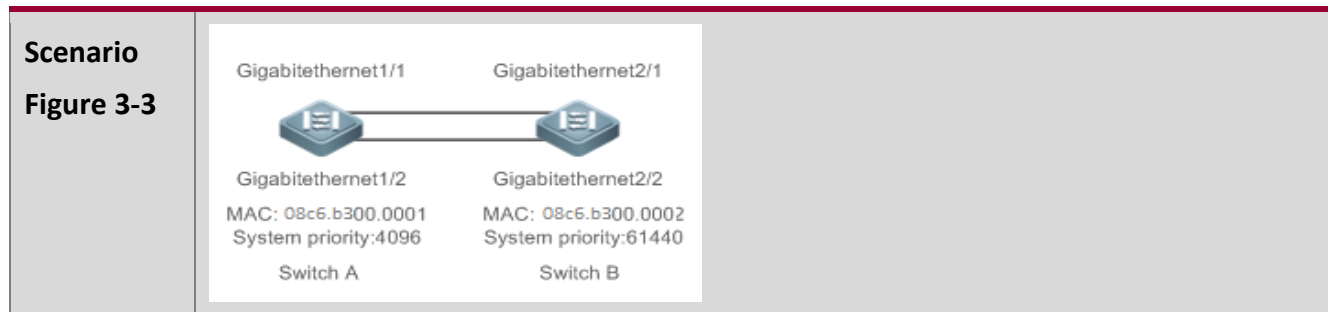 Scenario
Figure 3-3
Gigabitethernet1/1 Gigabitethernet2/1
Gigabitethernet1/2 Gigabitethernet2/2
MAC: 08c6.b300.0001 MAC: 08c6.b300.0002
System priority:4096 System priority:61440
Switch A Switch B